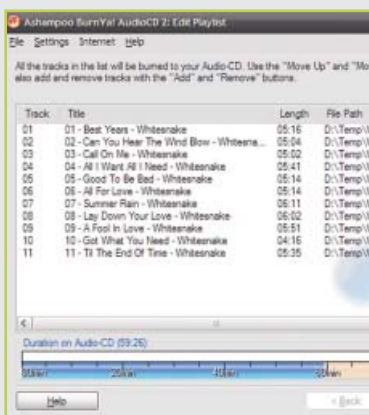 Ashampoo BurnYa! AudioCD 2: Edit Playlist
File Settings Internet Help
All the tracks in the list will be burned to your Audio-CD. Use the "Move Up" and "Mo
also add and remove tracks with the "Add" and "Remove" buttons.
Track Title Length File Path
01 01 - Best Years - Whitesnake 05:16 D:\Temp\
02 02 - Can You Hear The Wind Blow - Whitesna... 05:04 D:\Temp\
03 03 - Call On Me - Whitesnake 05:02 D:\Temp\
04 04 - All I Want All I Need - Whitesnake 05:41 D:\Temp\
05 05 - Good To Be Bad - Whitesnake 05:14 D:\Temp\
06 06 - All For Love - Whitesnake 05:14 D:\Temp\
07 07 - Summer Rain - Whitesnake 06:11 D:\Temp\
08 08 - Lay Down Your Love - Whitesnake 06:02 D:\Temp\
09 09 - A Fool In Love - Whitesnake 05:51 D:\Temp\
10 10 - Got What You Need - Whitesnake 04:16 D:\Temp\
11 11 - Til The End Of Time - Whitesnake 05:35 D:\Temp\
Duration on Audio-CD (59:26)
20min 40min
Help < Back